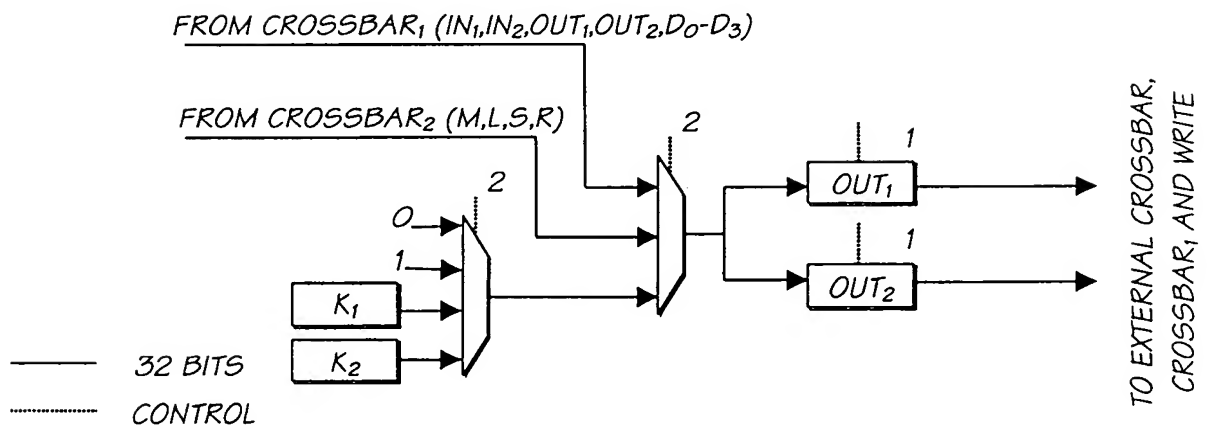 FROM CROSSBAR₁ (IN₁,IN₂,OUT₁,OUT₂,D₀-D₃)
FROM CROSSBAR₂ (M,L,S,R)
2
2
0
1
K₁
K₂
1
OUT₁
1
OUT₂
TO EXTERNAL CROSSBAR,
CROSSBAR₁ AND WRITE
32 BITS
CONTROL